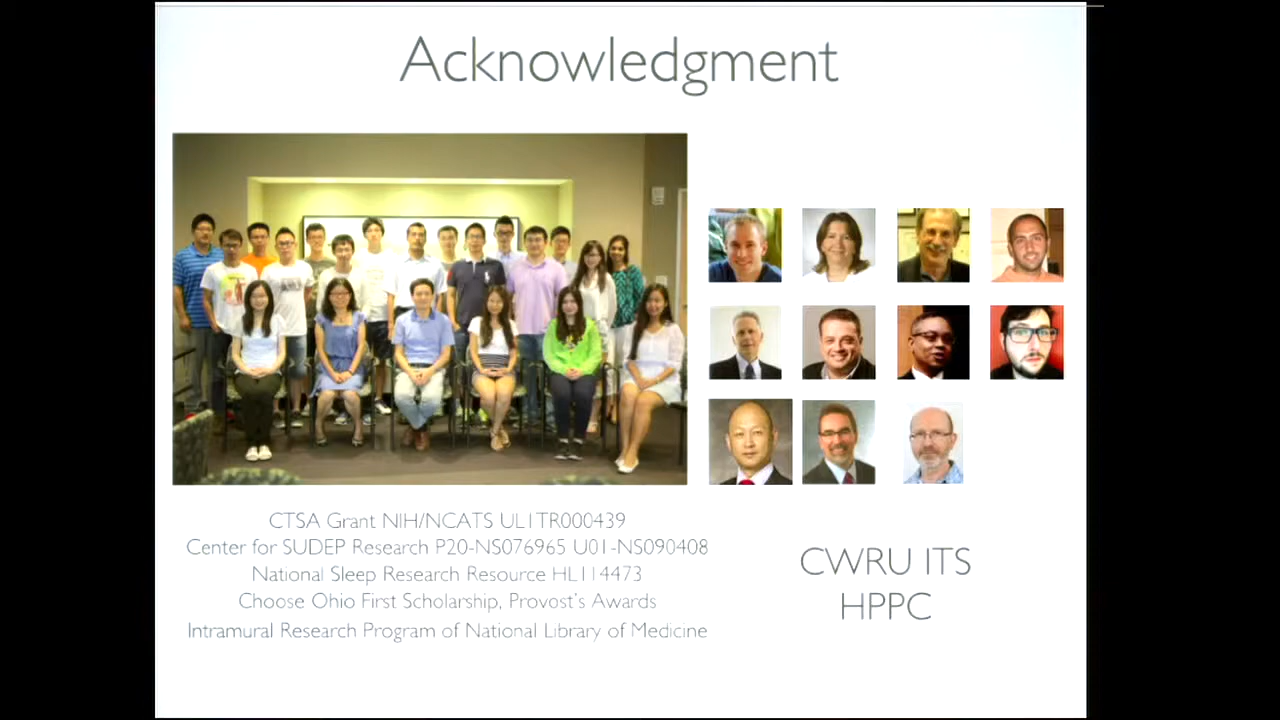 Acknowledgment
CTSA Grant NIH/NCATS UL1TR000439
Center for SUDEP Research P20-NS076965 U01-NS090408
National Sleep Research Resource HL114473
Choose Ohio First Scholarship, Provost's Awards
Intramural Research Program of National Library of Medicine
CWRU ITS
HPPC